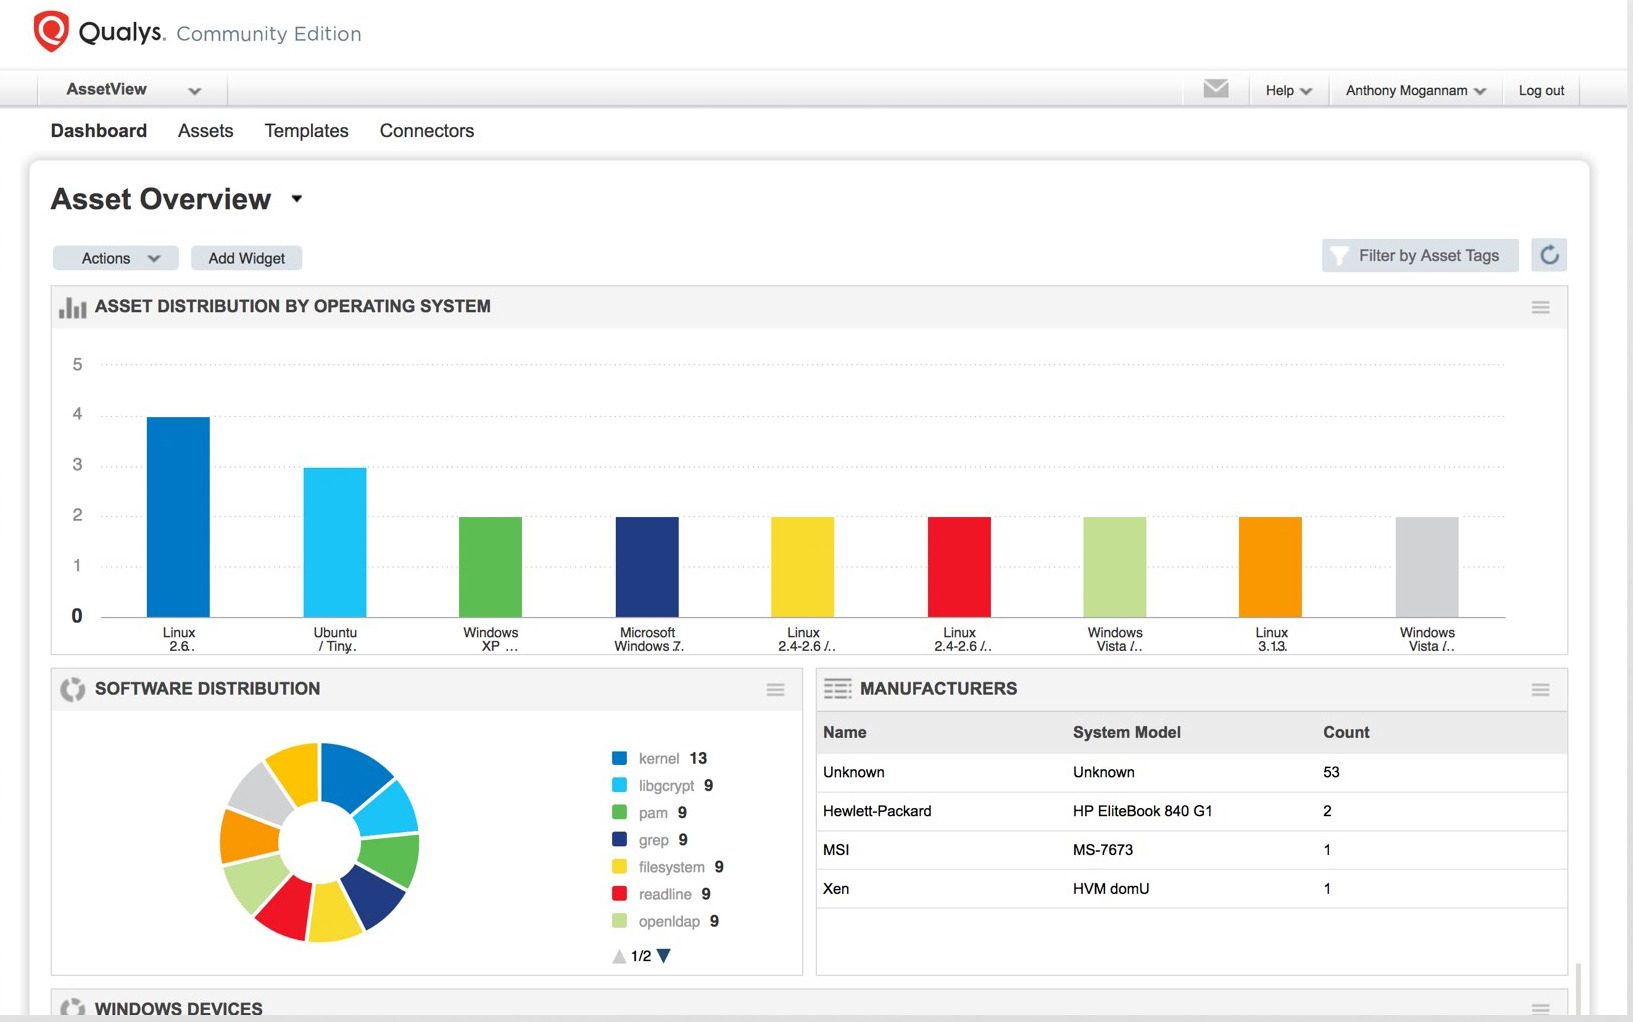 Qualys. Community Edition
AssetView
Help
Anthony Mogannam
Log out
Dashboard
Assets
Templates
Connectors
Asset Overview
Actions
Add Widget
Filter by Asset Tags
ASSET DISTRIBUTION BY OPERATING SYSTEM
5
4
3
2
1
0
Linux
2.6..
Ubuntu
/ Tiny..
Windows
XP ...
Microsoft
Windows 7..
Linux
2.4-2.6 /..
Linux
2.4-2.6 /..
Windows
Vista /..
Linux
3.13.
Windows
Vista /..
SOFTWARE DISTRIBUTION
kernel 13
libgcrypt 9
pam 9
grep 9
filesystem 9
readline 9
openldap 9
1/2
MANUFACTURERS
Name System Model Count
Unknown Unknown 53
Hewlett-Packard HP EliteBook 840 G1 2
MSI MS-7673 1
Xen HVM domU 1
WINDOWS DEVICES